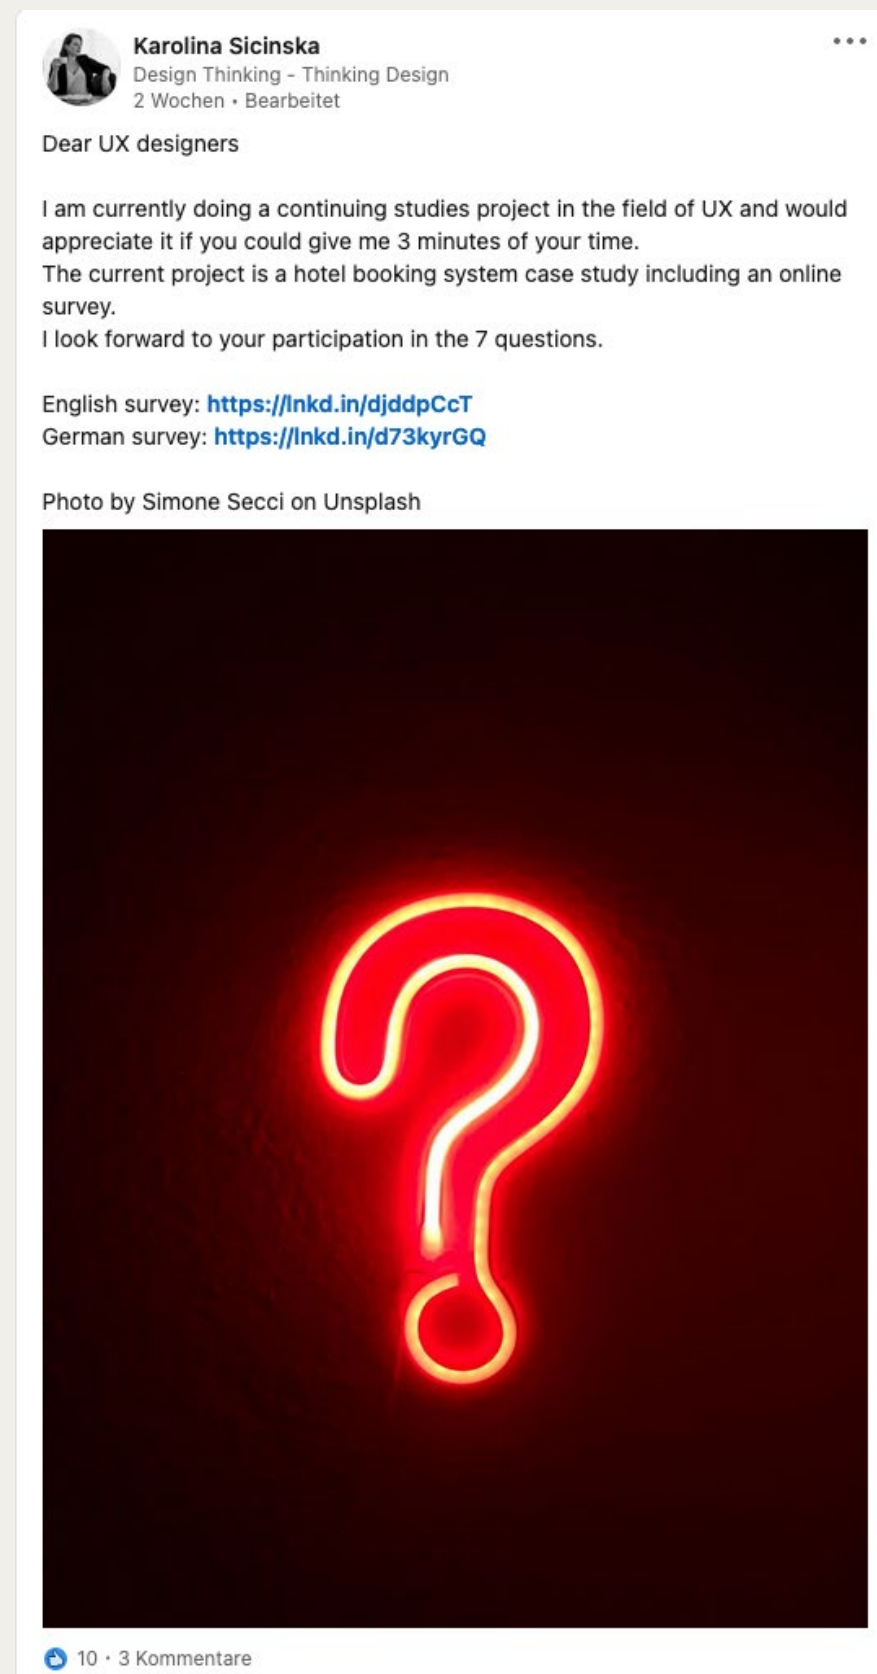 Karolina Sicinska
Design Thinking - Thinking Design
2 Wochen • Bearbeitet
Dear UX designers
I am currently doing a continuing studies project in the field of UX and would
appreciate it if you could give me 3 minutes of your time.
The current project is a hotel booking system case study including an online
survey.
I look forward to your participation in the 7 questions.
English survey: https://lnkd.in/djddpCcT
German survey: https://lnkd.in/d73kyrGQ
Photo by Simone Secci on Unsplash
?
10 · 3 Kommentare